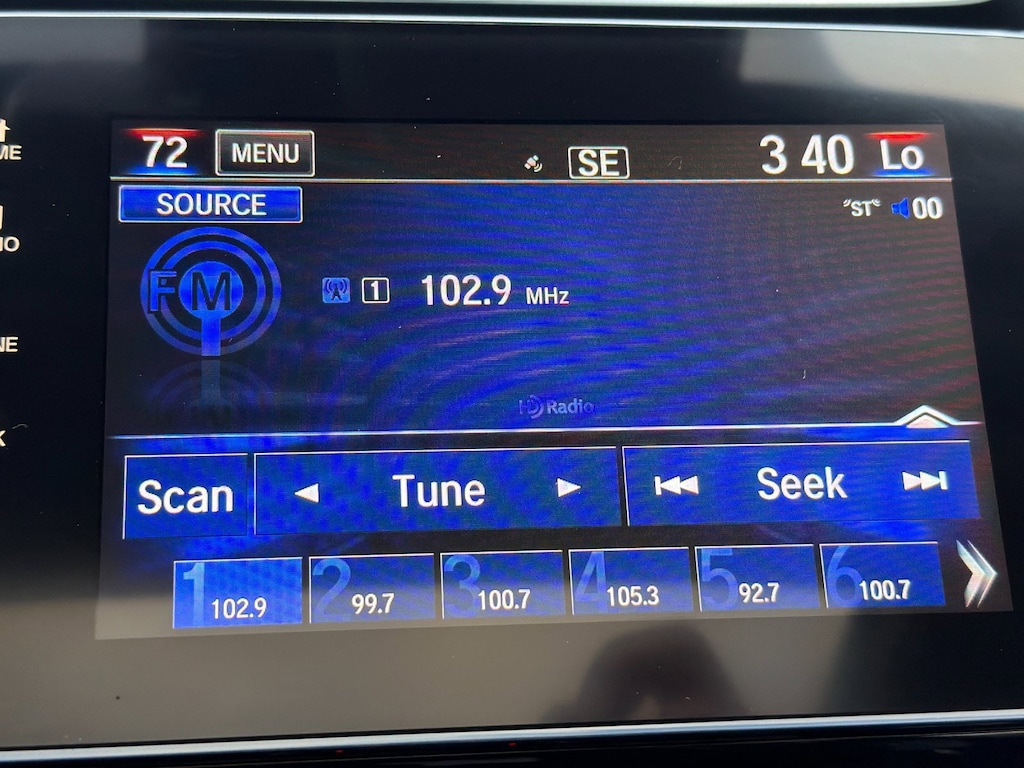 72 MENU SE 3 40 Lo
SOURCE "ST" 00
FM
1 102.9 MHz
HD Radio
Scan Tune Seek
1 102.9 2 99.7 3 100.7 4 105.3 5 92.7 6 100.7